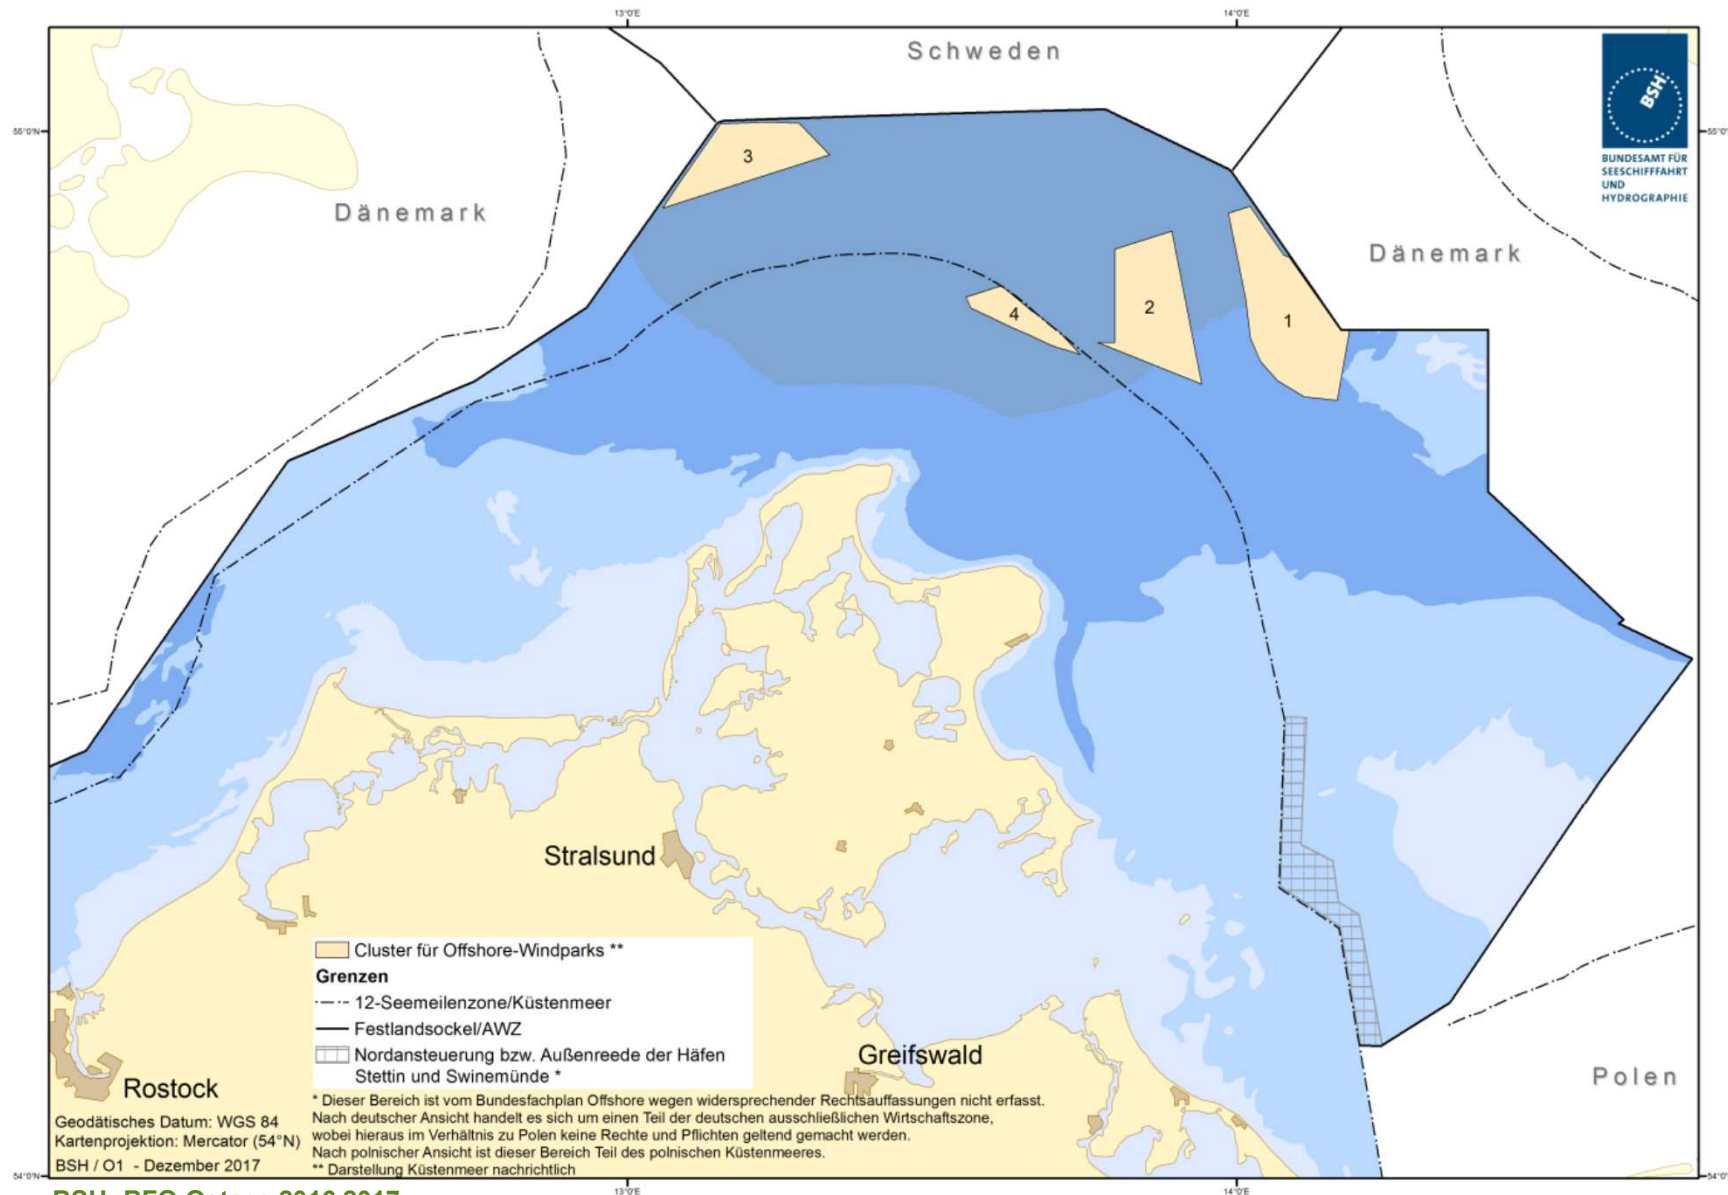 13°0'E
14°0'E
Schweden
BSH
55°0'N
55°0'
BUNDESAMT FÜR
SEESCHIFFFAHRT
UND
HYDROGRAPHIE
3
Dänemark
Dänemark
4
2
1
Stralsund
Cluster für Offshore-Windparks **
Grenzen
12-Seemeilenzone/Küstenmeer
Festlandsockel/AWZ
Nordansteuerung bzw. Außenreede der Häfen
Stettin und Swinemünde *
Greifswald
Polen
Rostock
* Dieser Bereich ist vom Bundesfachplan Offshore wegen widersprechender Rechtsauffassungen nicht erfasst.
Nach deutscher Ansicht handelt es sich um einen Teil der deutschen ausschließlichen Wirtschaftszone,
wobei hieraus im Verhältnis zu Polen keine Rechte und Pflichten geltend gemacht werden.
Nach polnischer Ansicht ist dieser Bereich Teil des polnischen Küstenmeeres.
** Darstellung Küstenmeer nachrichtlich
Geodätisches Datum: WGS 84
Kartenprojektion: Mercator (54°N)
BSH / O1 - Dezember 2017
54°0'N
54°0'
13°0'E
14°0'E